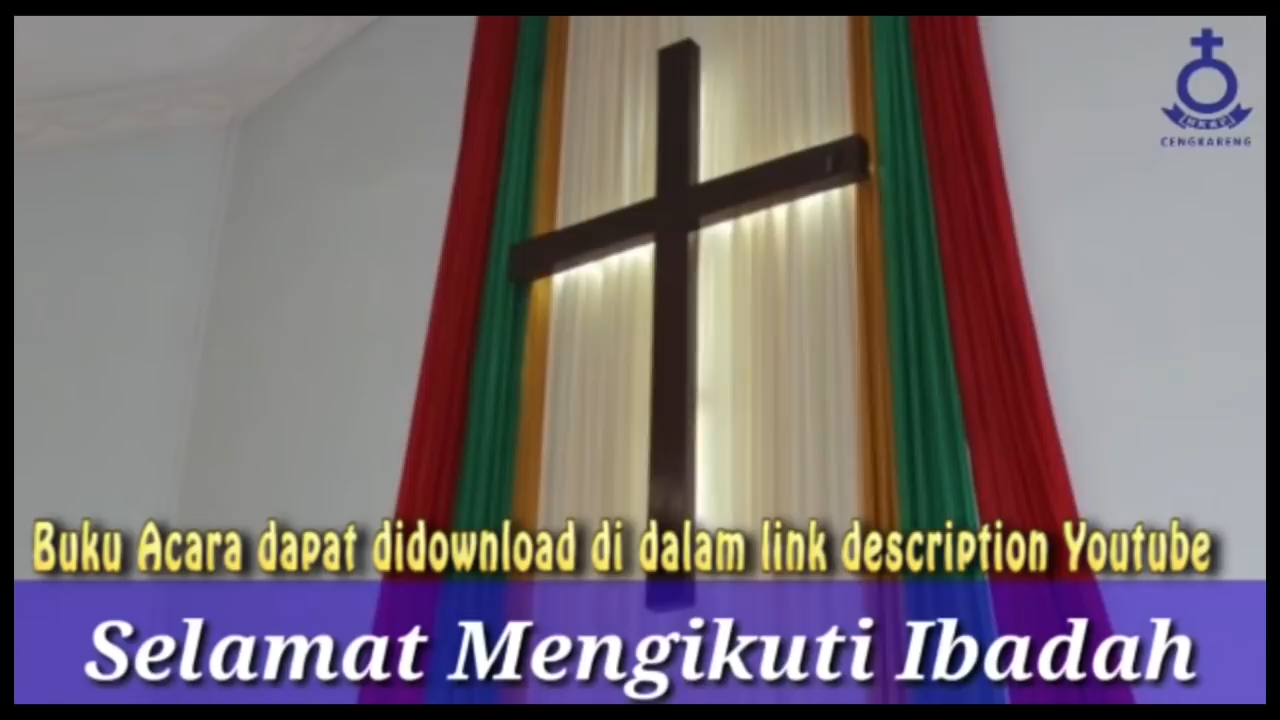 CENGKARENG
Buku Acara dapat didownload di dalam link description Youtube
Selamat Mengikuti Ibadah